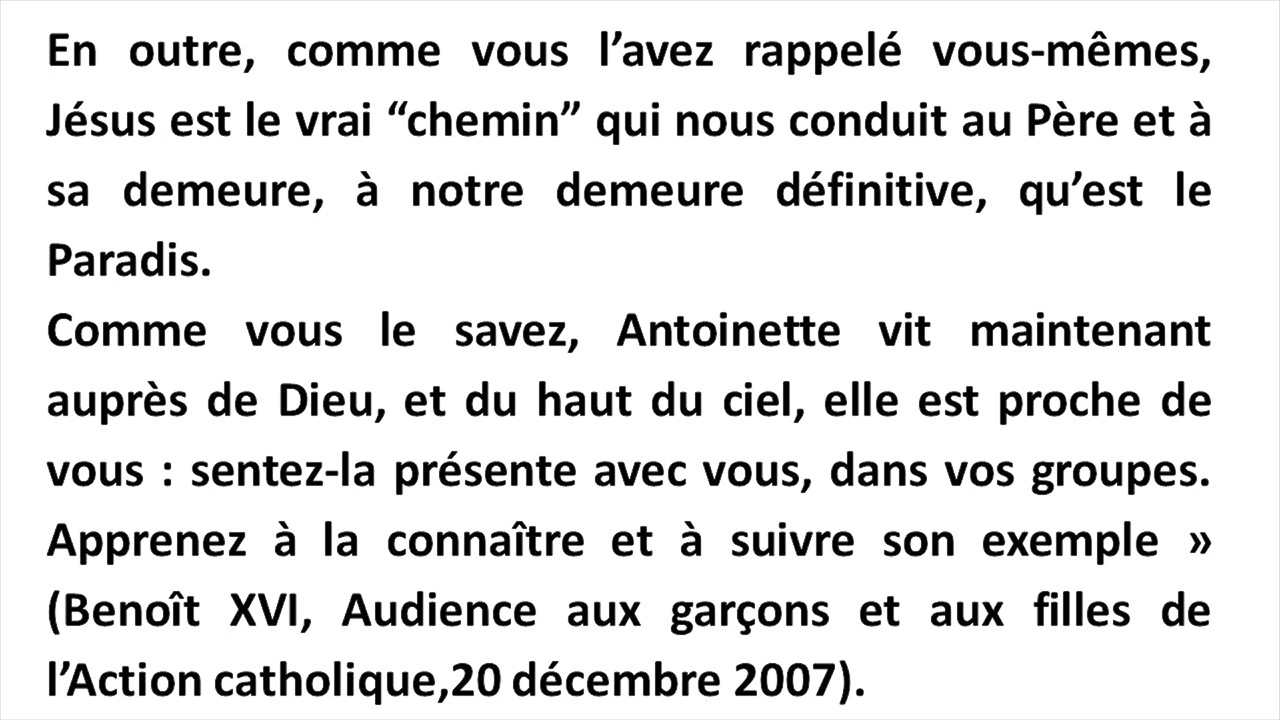 En outre, comme vous l’avez rappelé vous-mêmes,
Jésus est le vrai “chemin” qui nous conduit au Père et à
sa demeure, à notre demeure définitive, qu’est le
Paradis.
Comme vous le savez, Antoinette vit maintenant
auprès de Dieu, et du haut du ciel, elle est proche de
vous : sentez-la présente avec vous, dans vos groupes.
Apprenez à la connaître et à suivre son exemple »
(Benoît XVI, Audience aux garçons et aux filles de
l’Action catholique,20 décembre 2007).